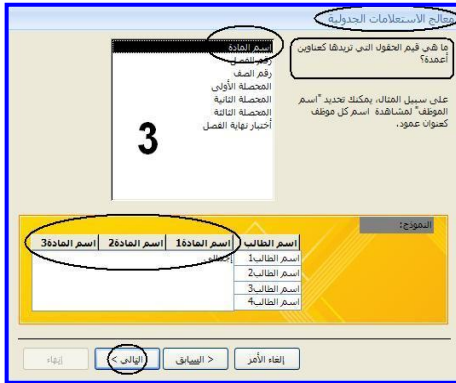 معالج الاستعلامات الجدولية
ما هي قيم الحقول التي تريدها كعناوين
أعمدة؟
على سبيل المثال، يمكنك تحديد "اسم
الموظف" لمشاهدة اسم كل موظف
كعنوان عمود.
اسم المادة
رقم الفصل
رقم الصف
المحصلة الأولى
المحصلة الثانية
المحصلة الثالثة
أختبار نهاية الفصل
3
النموذج:
اسم الطالب اسم المادة1 اسم المادة2 اسم المادة3
اسم الطالب1 إجمالي
اسم الطالب2
اسم الطالب3
اسم الطالب4
إلغاء الأمر < السابق التالي > إنهاء